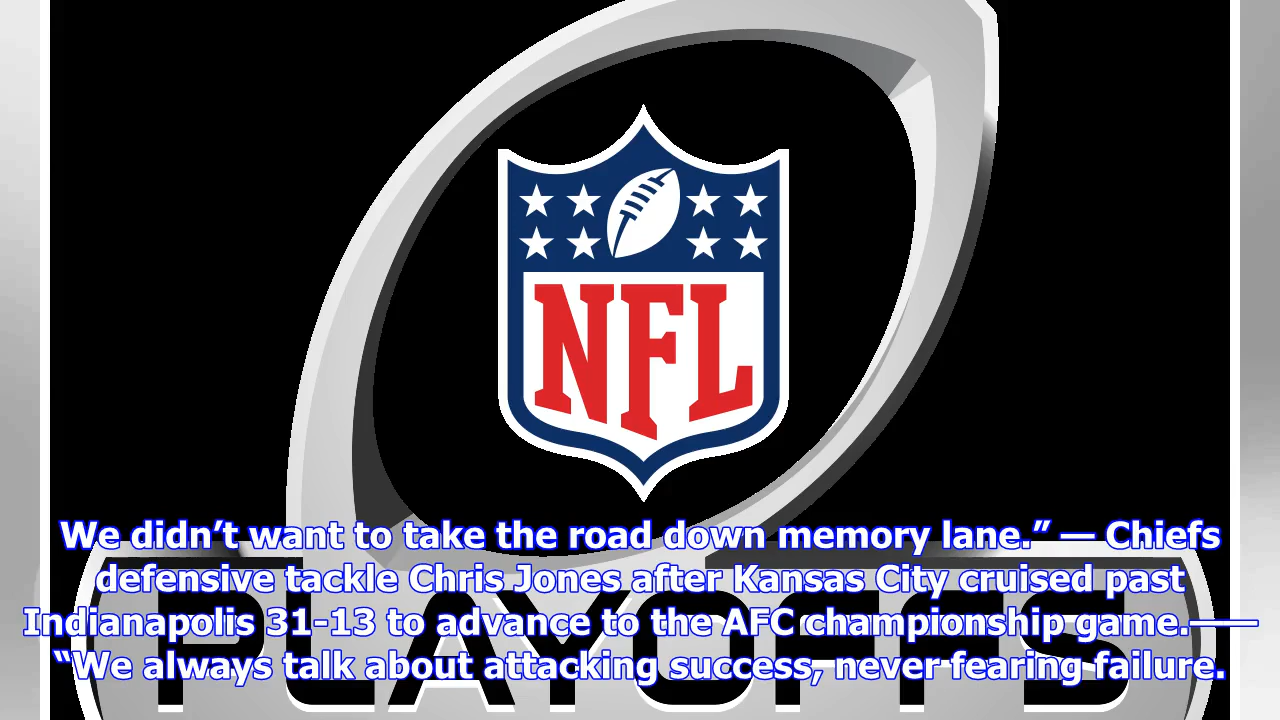 NFL
We didn’t want to take the road down memory lane.” — Chiefs
defensive tackle Chris Jones after Kansas City cruised past
Indianapolis 31-13 to advance to the AFC championship game.——
“We always talk about attacking success, never fearing failure.
PLAYOFFS